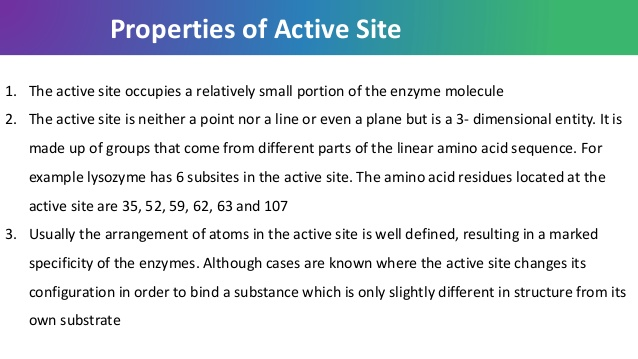 Properties of Active Site
1. The active site occupies a relatively small portion of the enzyme molecule
2. The active site is neither a point nor a line or even a plane but is a 3- dimensional entity. It is
made up of groups that come from different parts of the linear amino acid sequence. For
example lysozyme has 6 subsites in the active site. The amino acid residues located at the
active site are 35, 52, 59, 62, 63 and 107
3. Usually the arrangement of atoms in the active site is well defined, resulting in a marked
specificity of the enzymes. Although cases are known where the active site changes its
configuration in order to bind a substance which is only slightly different in structure from its
own substrate